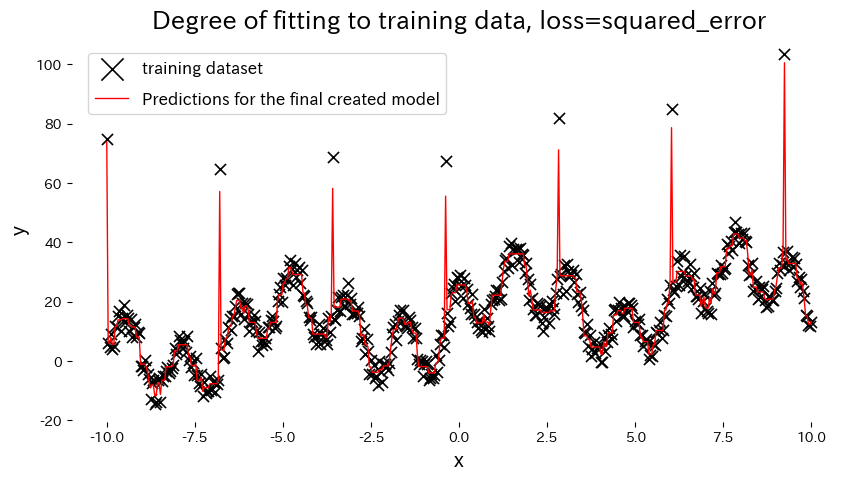 Degree of fitting to training data, loss=squared_error
training dataset
Predictions for the final created model
100
80
60
40
20
0
-20
y
-10.0 -7.5 -5.0 -2.5 0.0 2.5 5.0 7.5 10.0
x